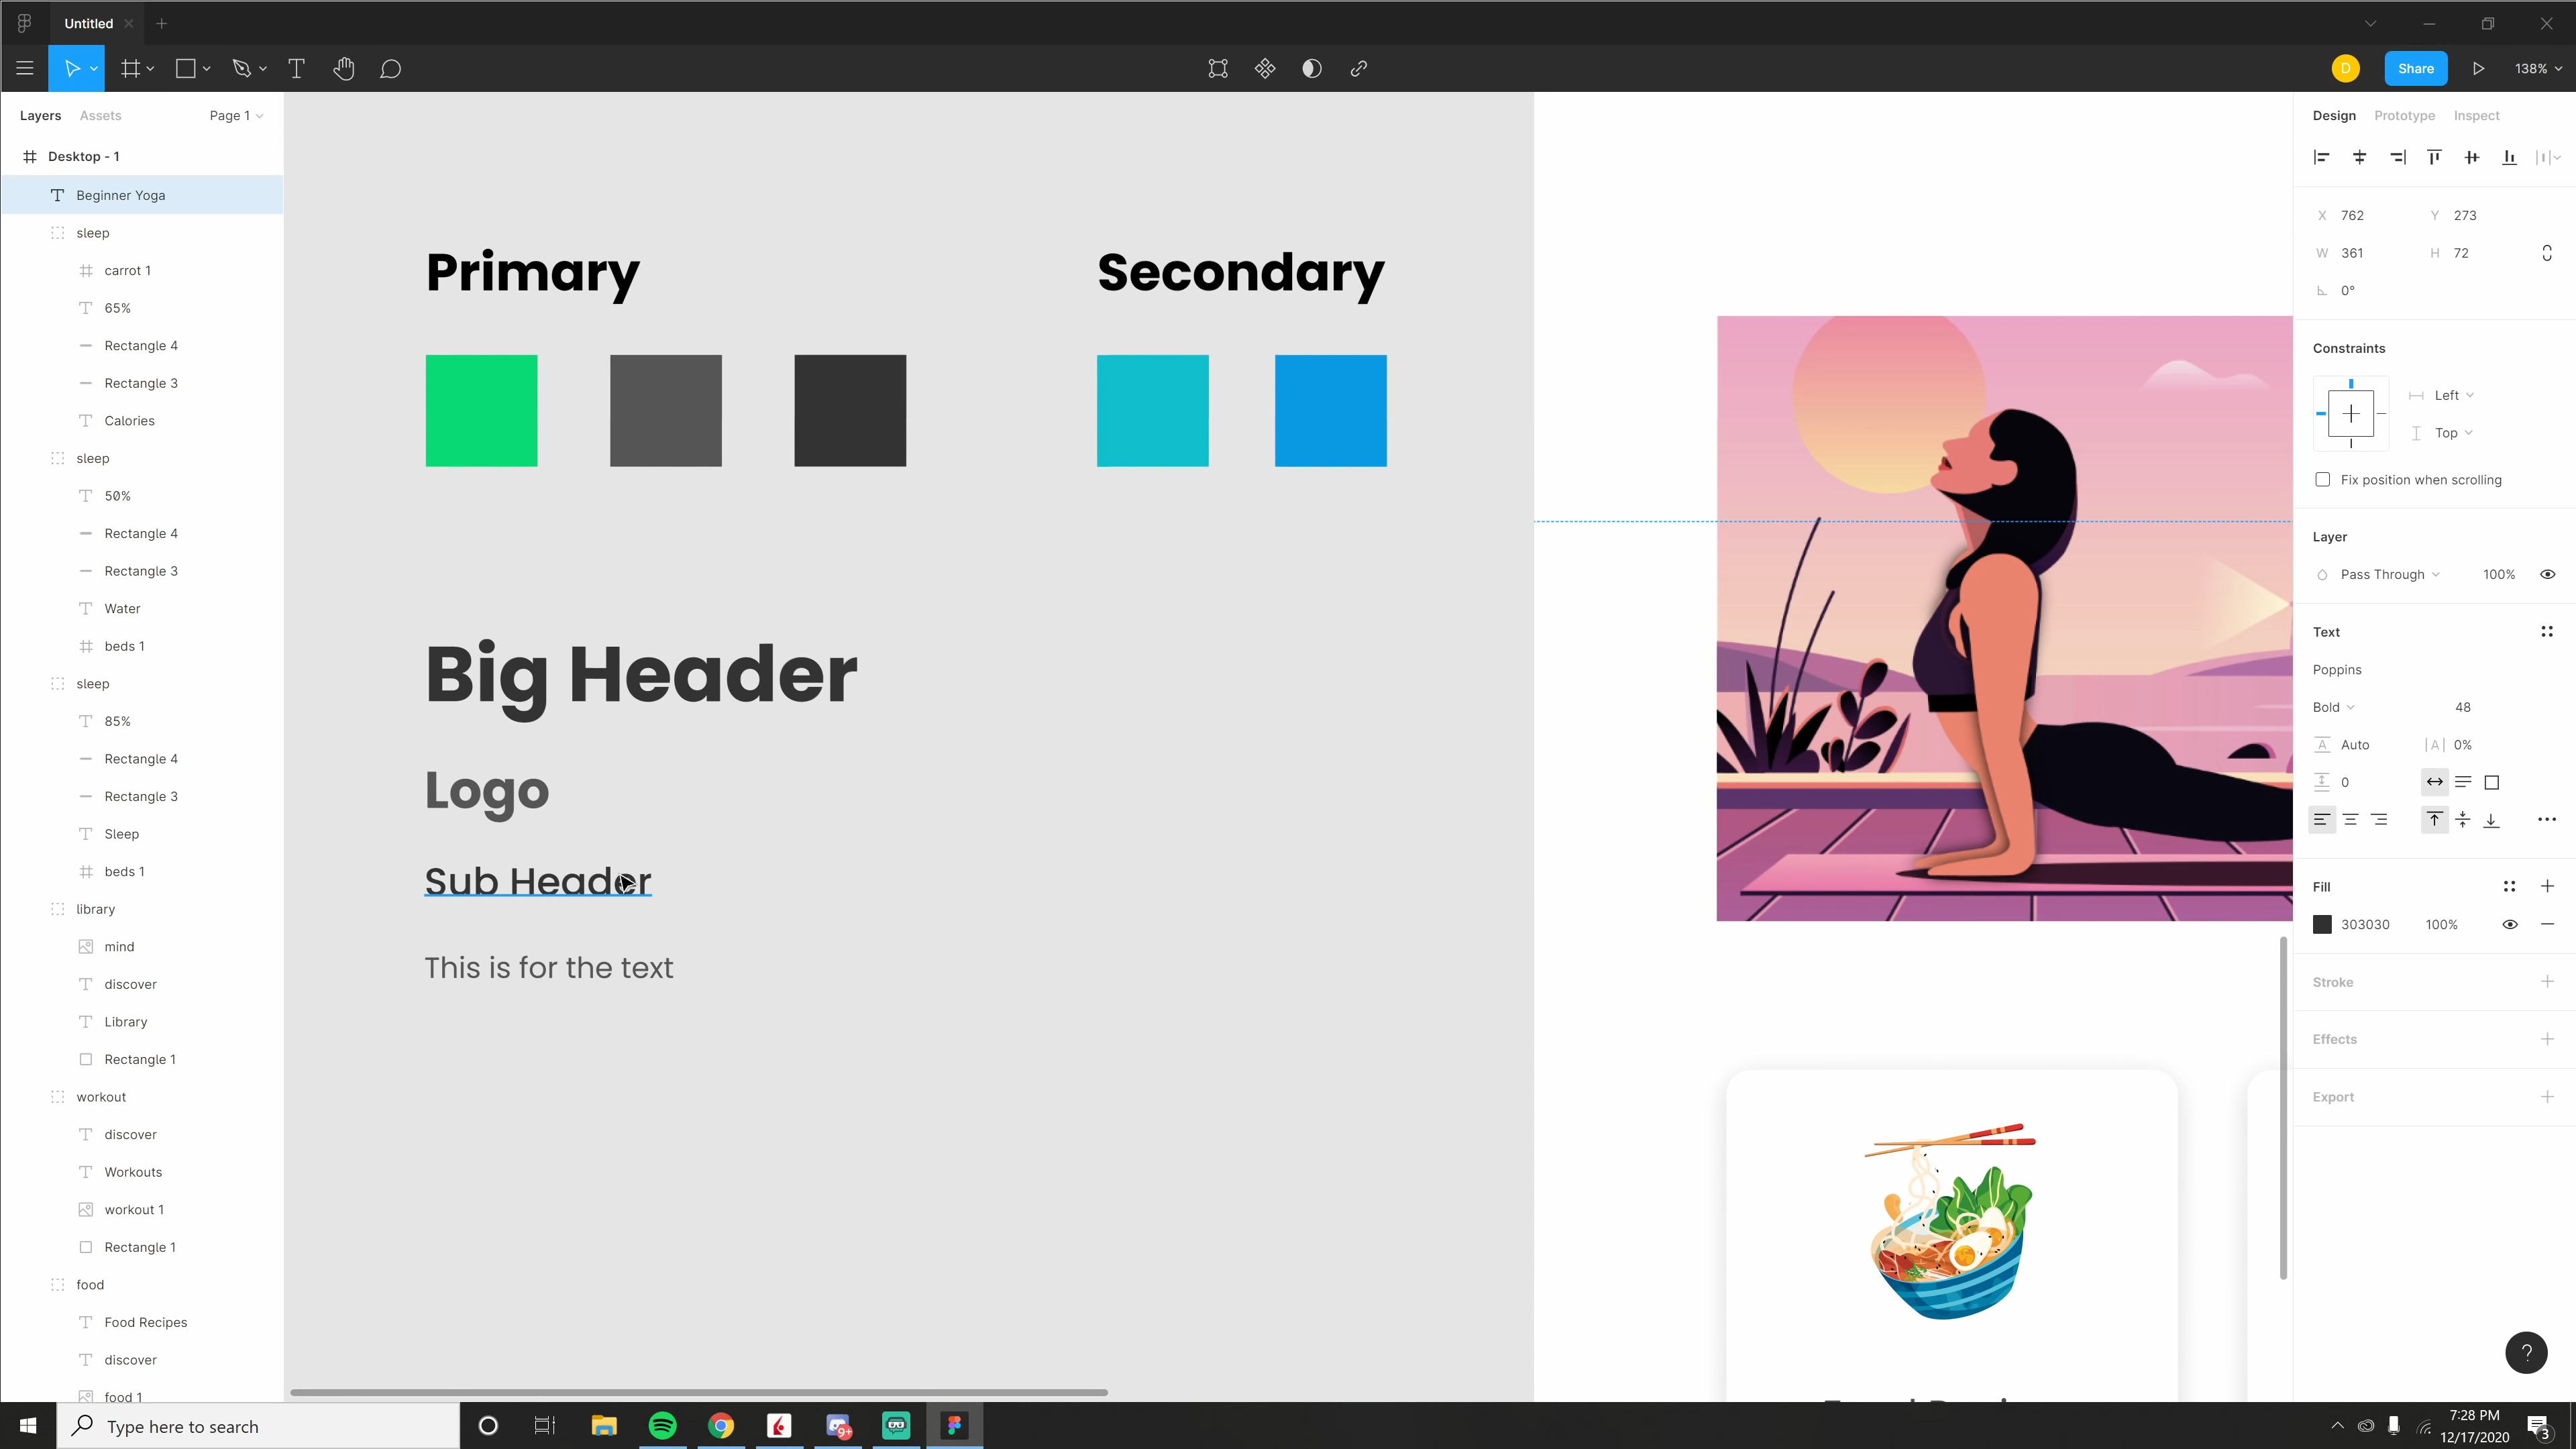 Untitled
138%
Share
D
Layers Assets Page 1
Design Prototype Inspect
Desktop - 1
Beginner Yoga
sleep
carrot 1
65%
Rectangle 4
Rectangle 3
Calories
sleep
50%
Rectangle 4
Rectangle 3
Water
beds 1
sleep
85%
Rectangle 4
Rectangle 3
Sleep
beds 1
library
mind
discover
Library
Rectangle 1
workout
discover
Workouts
workout 1
Rectangle 1
food
Food Recipes
discover
food 1
Primary
Secondary
Big Header
Logo
Sub Header
This is for the text
X 762 Y 273
W 361 H 72
0°
Constraints
Left
Top
Fix position when scrolling
Layer
Pass Through 100%
Text
Poppins
Bold 48
A Auto |A| 0%
0
Fill
303030 100%
Stroke
Effects
Export
?
Type here to search
9+
7:28 PM
12/17/2020
3